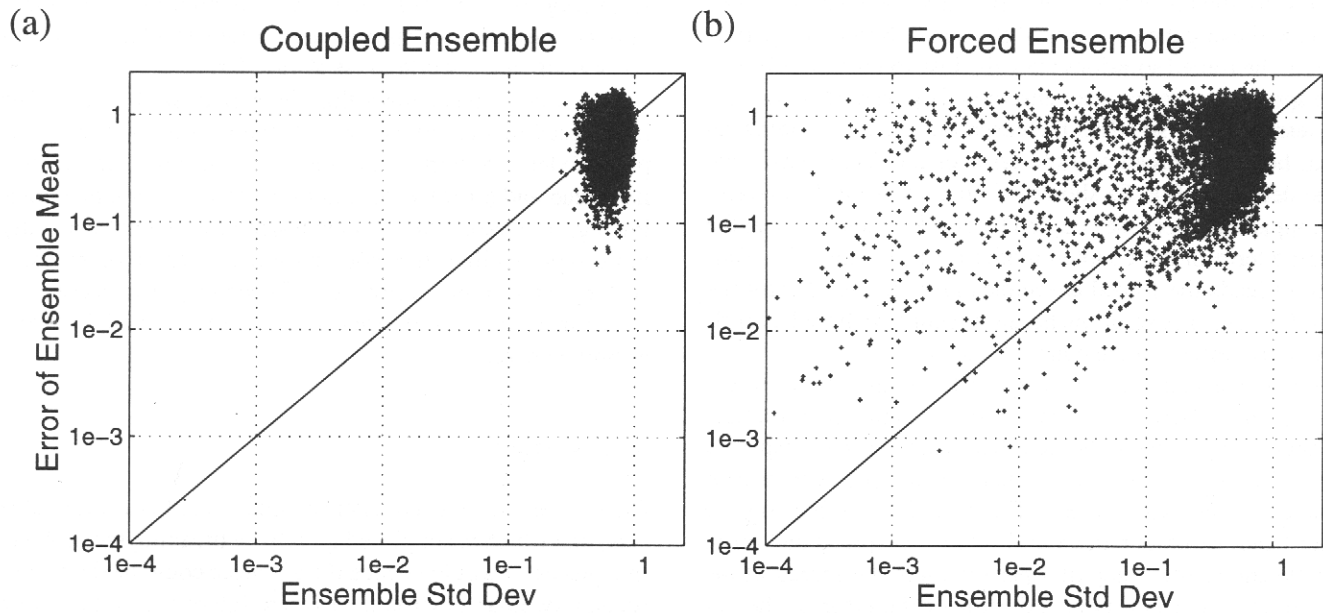 (a)
Coupled Ensemble
Error of Ensemble Mean
1
1e−1
1e−2
1e−3
1e−4
1e−4 1e−3 1e−2 1e−1 1
Ensemble Std Dev
(b)
Forced Ensemble
1
1e−1
1e−2
1e−3
1e−4
1e−4 1e−3 1e−2 1e−1 1
Ensemble Std Dev